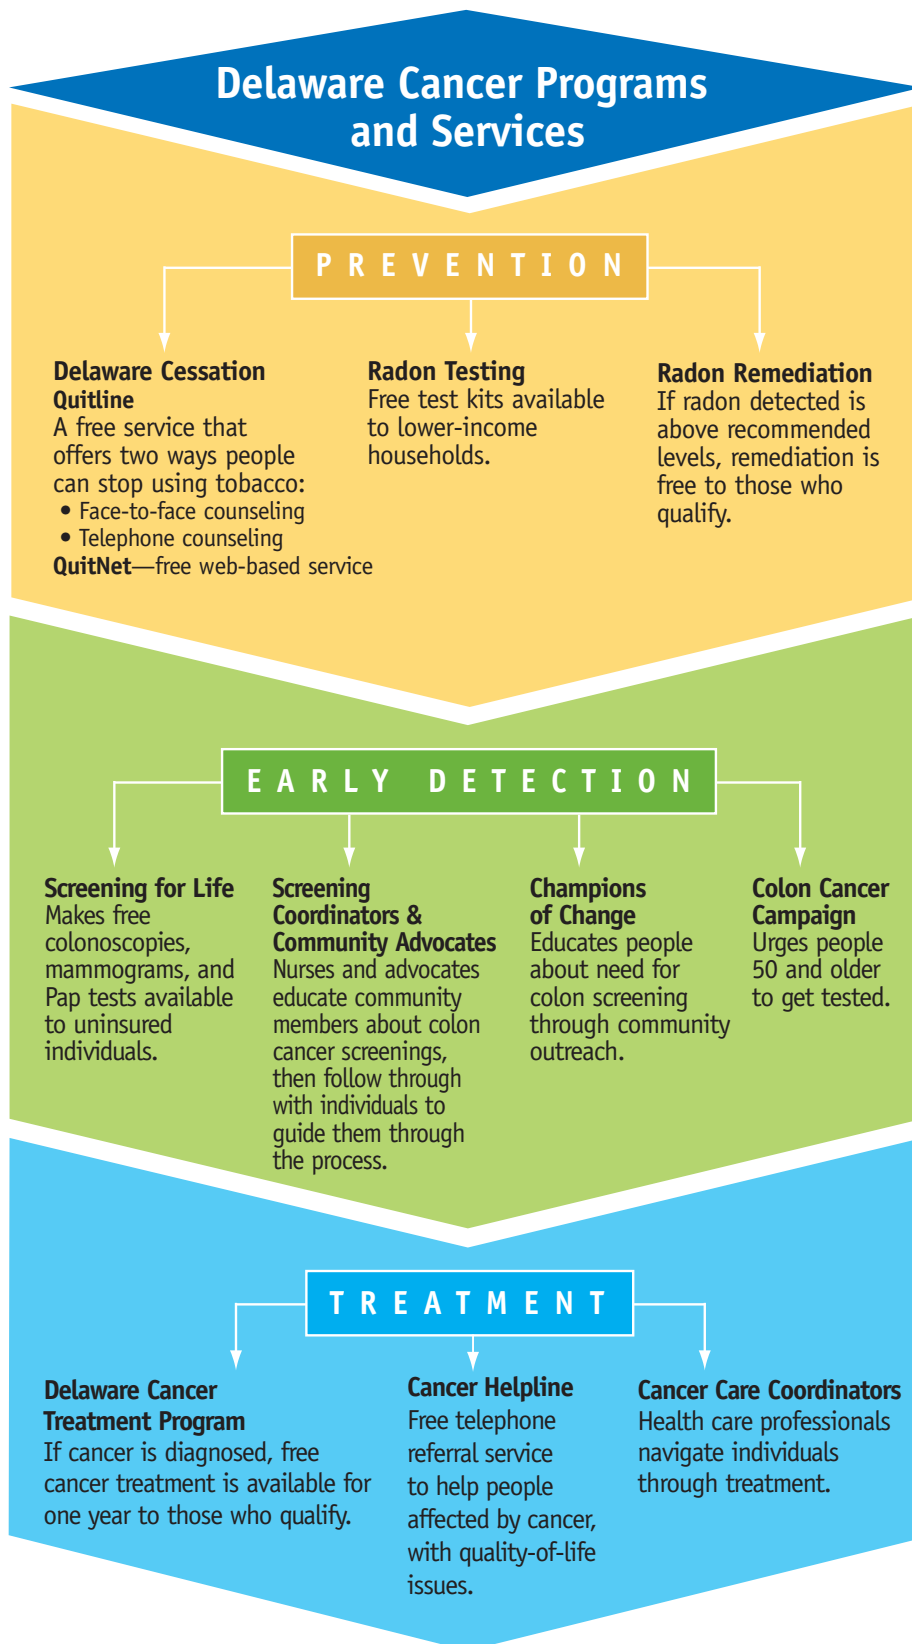 Delaware Cancer Programs
and Services
PREVENTION
Delaware Cessation
Quitline
A free service that
offers two ways people
can stop using tobacco:
• Face-to-face counseling
• Telephone counseling
QuitNet—free web-based service
Radon Testing
Free test kits available
to lower-income
households.
Radon Remediation
If radon detected is
above recommended
levels, remediation is
free to those who
qualify.
EARLY DETECTION
Screening for Life
Makes free
colonoscopies,
mammograms, and
Pap tests available
to uninsured
individuals.
Screening
Coordinators &
Community Advocates
Nurses and advocates
educate community
members about colon
cancer screenings,
then follow through
with individuals to
guide them through
the process.
Champions
of Change
Educates people
about need for
colon screening
through community
outreach.
Colon Cancer
Campaign
Urges people
50 and older
to get tested.
TREATMENT
Delaware Cancer
Treatment Program
If cancer is diagnosed, free
cancer treatment is available for
one year to those who qualify.
Cancer Helpline
Free telephone
referral service
to help people
affected by cancer,
with quality-of-life
issues.
Cancer Care Coordinators
Health care professionals
navigate individuals
through treatment.